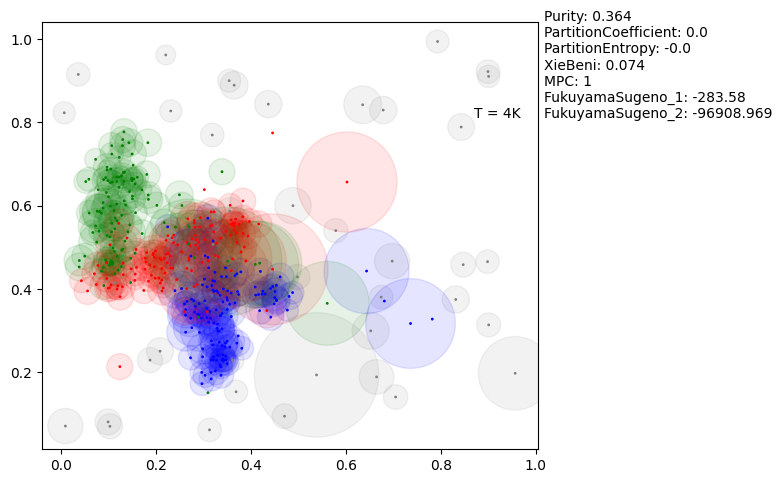 Purity: 0.364
PartitionCoefficient: 0.0
PartitionEntropy: -0.0
XieBeni: 0.074
MPC: 1
FukuyamaSugeno_1: -283.58
FukuyamaSugeno_2: -96908.969
T = 4K
1.0
0.8
0.6
0.4
0.2
0.0 0.2 0.4 0.6 0.8 1.0